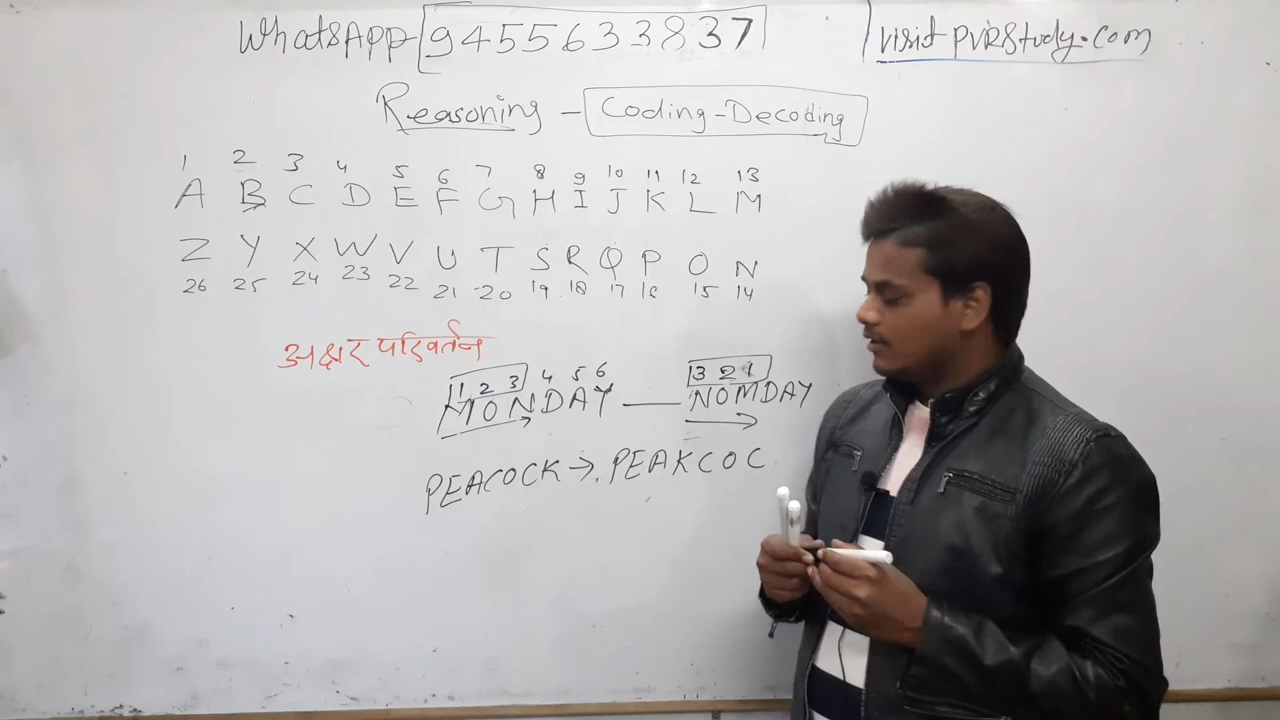 WhatsApp-9455633837
visit pvrstudy.com
Reasoning - Coding-Decoding
1 2 3 4 5 6 7 8 9 10 11 12 13
A B C D E F G H I J K L M
Z Y X W V U T S R Q P O N
26 25 24 23 22 21 20 19 18 17 16 15 14
अक्षर परिवर्तन
1 2 3 4 5 6 3 2 1
MONDAY — NOMDAY
PEACOCK → PEAKCOC